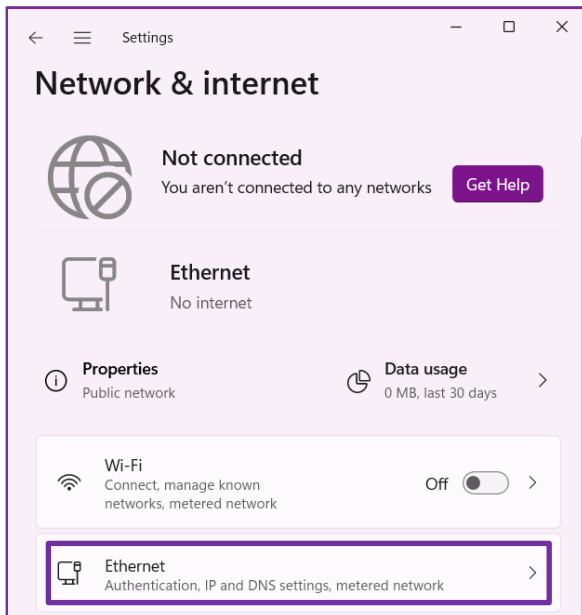 Settings
Network & internet
Not connected
You aren't connected to any networks
Get Help
Ethernet
No internet
Properties
Public network
Data usage
0 MB, last 30 days
Wi-Fi
Connect, manage known
networks, metered network
Off
Ethernet
Authentication, IP and DNS settings, metered network